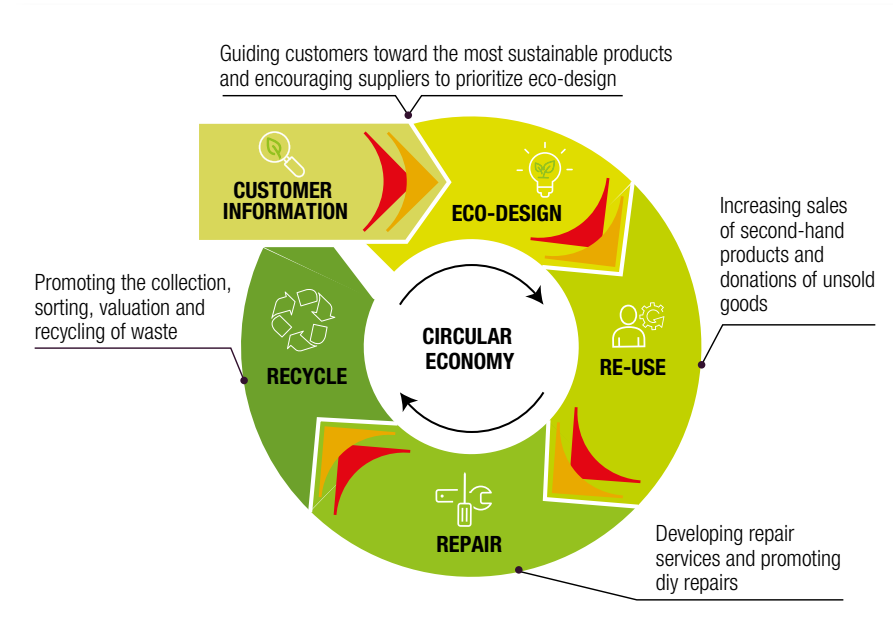 Guiding customers toward the most sustainable products
and encouraging suppliers to prioritize eco-design
CUSTOMER
INFORMATION
ECO-DESIGN
Increasing sales
of second-hand
products and
donations of unsold
goods
Promoting the collection,
sorting, valuation and
recycling of waste
CIRCULAR
ECONOMY
RE-USE
RECYCLE
REPAIR
Developing repair
services and promoting
diy repairs